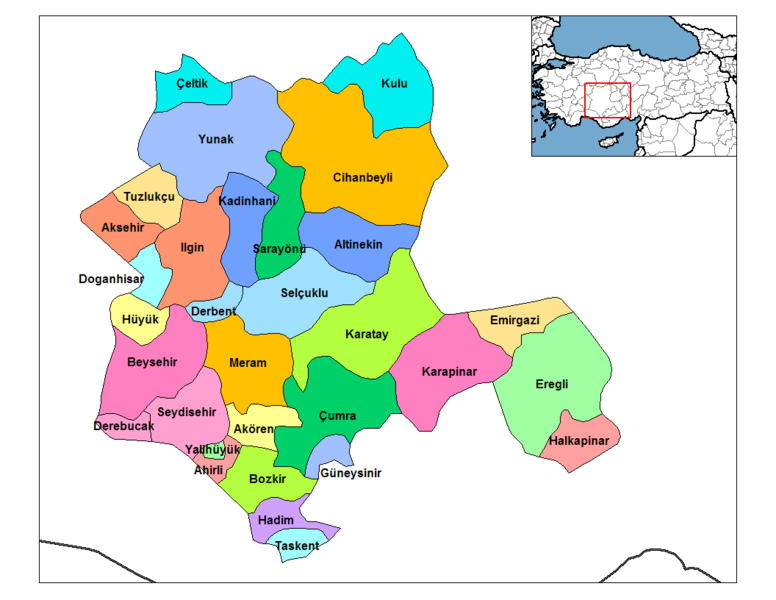 Çeltik
Kulu
Yunak
Cihanbeyli
Tuzlukçu
Kadinhani
Aksehir
Ilgin
Sarayönü
Altinekin
Doganhisar
Selçuklu
Hüyük
Derbent
Emirgazi
Karatay
Beysehir
Meram
Karapinar
Eregli
Seydisehir
Çumra
Derebucak
Akören
Halkapinar
Yalihüyük
Ahirli
Güneysinir
Bozkir
Hadim
Taskent